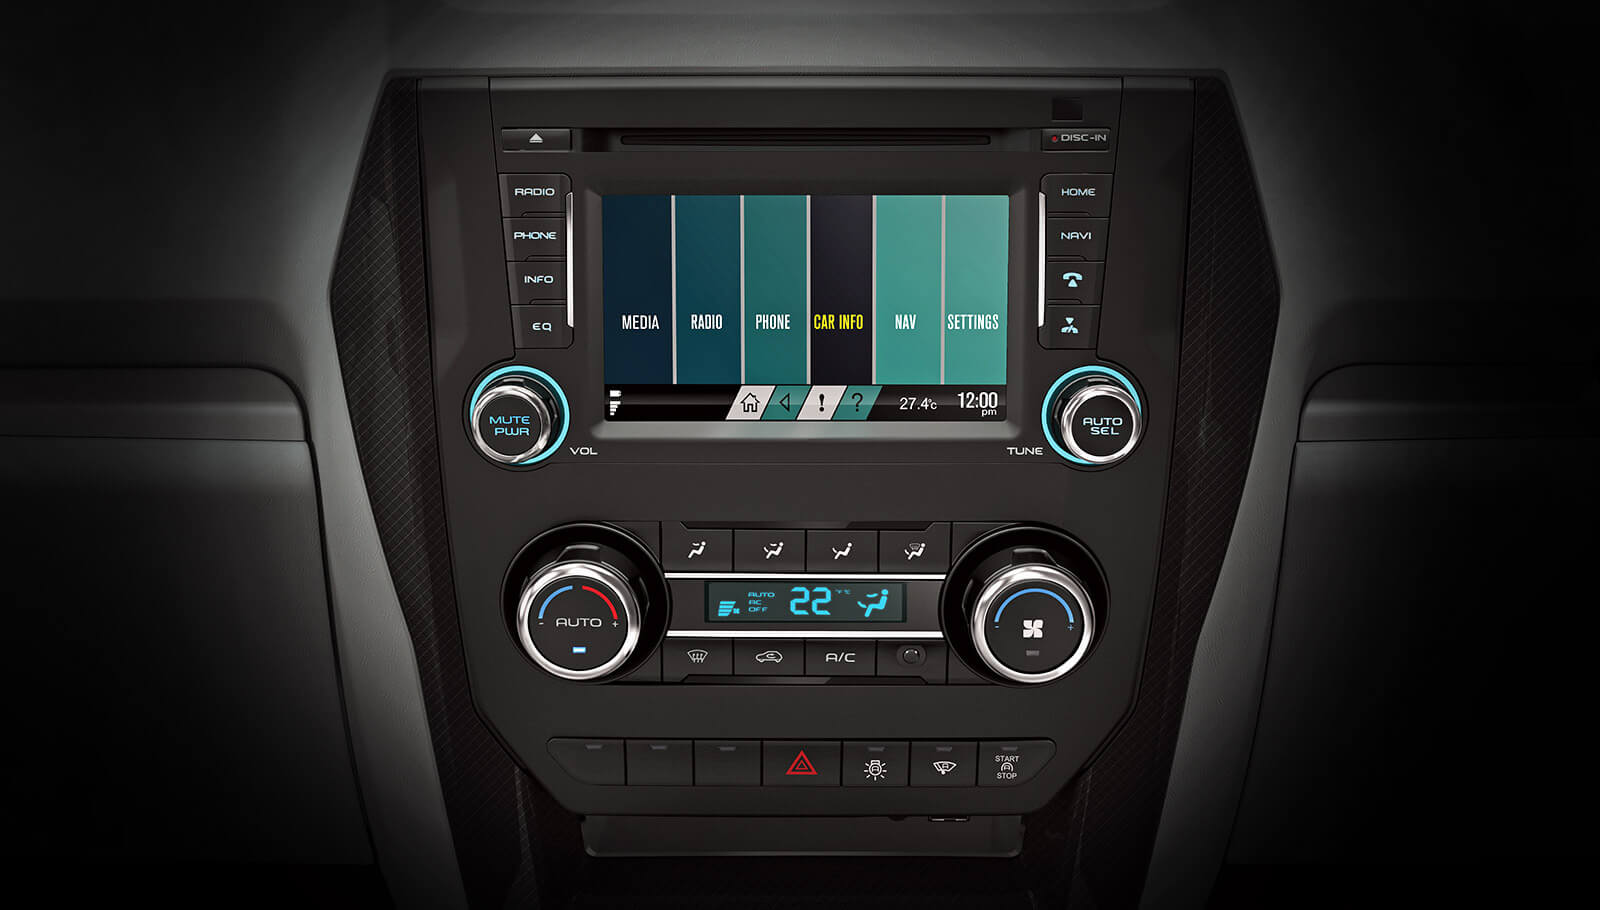 DISC-IN
RADIO
PHONE
INFO
EQ
MEDIA
RADIO
PHONE
CAR INFO
NAV
SETTINGS
! ? 27.4°c 12:00
pm
HOME
NAVI
MUTE
PWR
VOL
TUNE
AUTO
SEL
- AUTO +
AUTO
AC
OFF
22 °F °C
- +
A/C
START
A
STOP